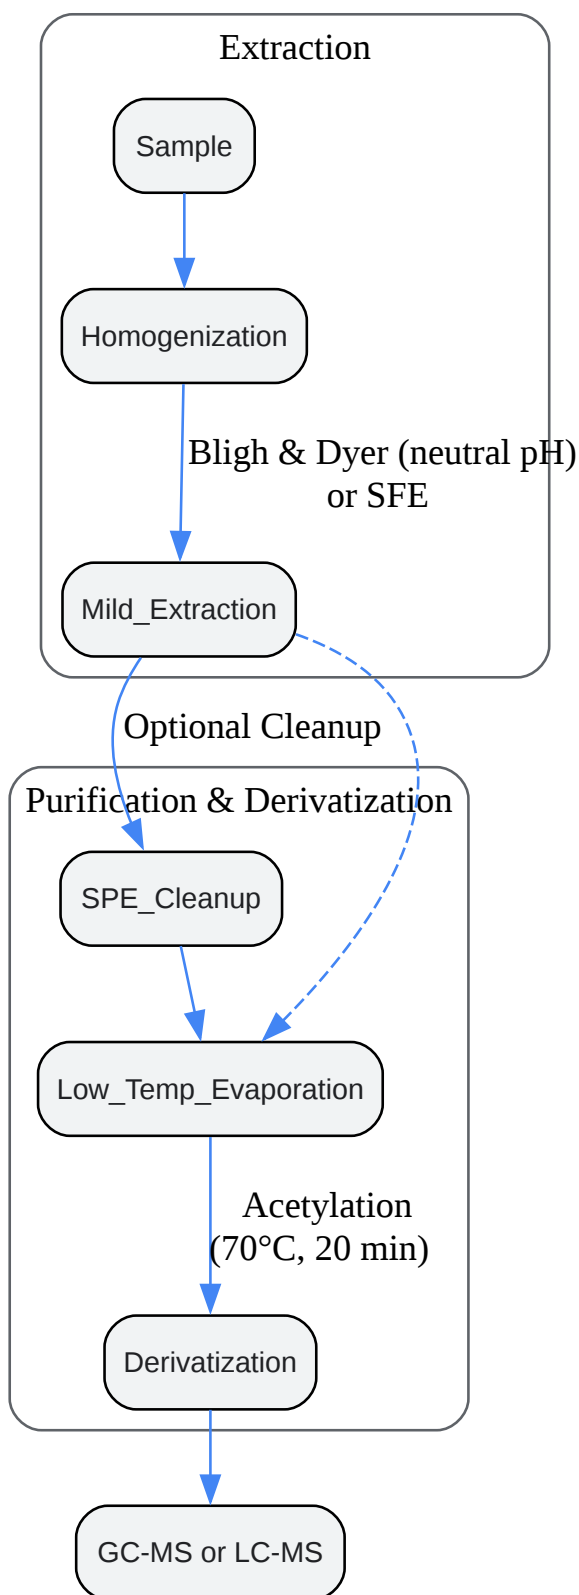 Extraction
Sample
Homogenization
Bligh & Dyer (neutral pH)
or SFE
Mild_Extraction
Optional Cleanup
Purification & Derivatization
SPE_Cleanup
Low_Temp_Evaporation
Acetylation
(70°C, 20 min)
Derivatization
GC-MS or LC-MS